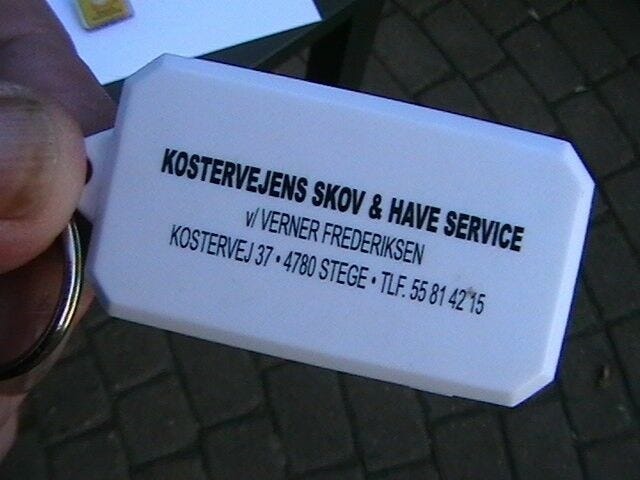 KOSTERVEJENS SKOV & HAVE SERVICE
v/ VERNER FREDERIKSEN
KOSTERVEJ 37 • 4780 STEGE • TLF. 55 81 42 15